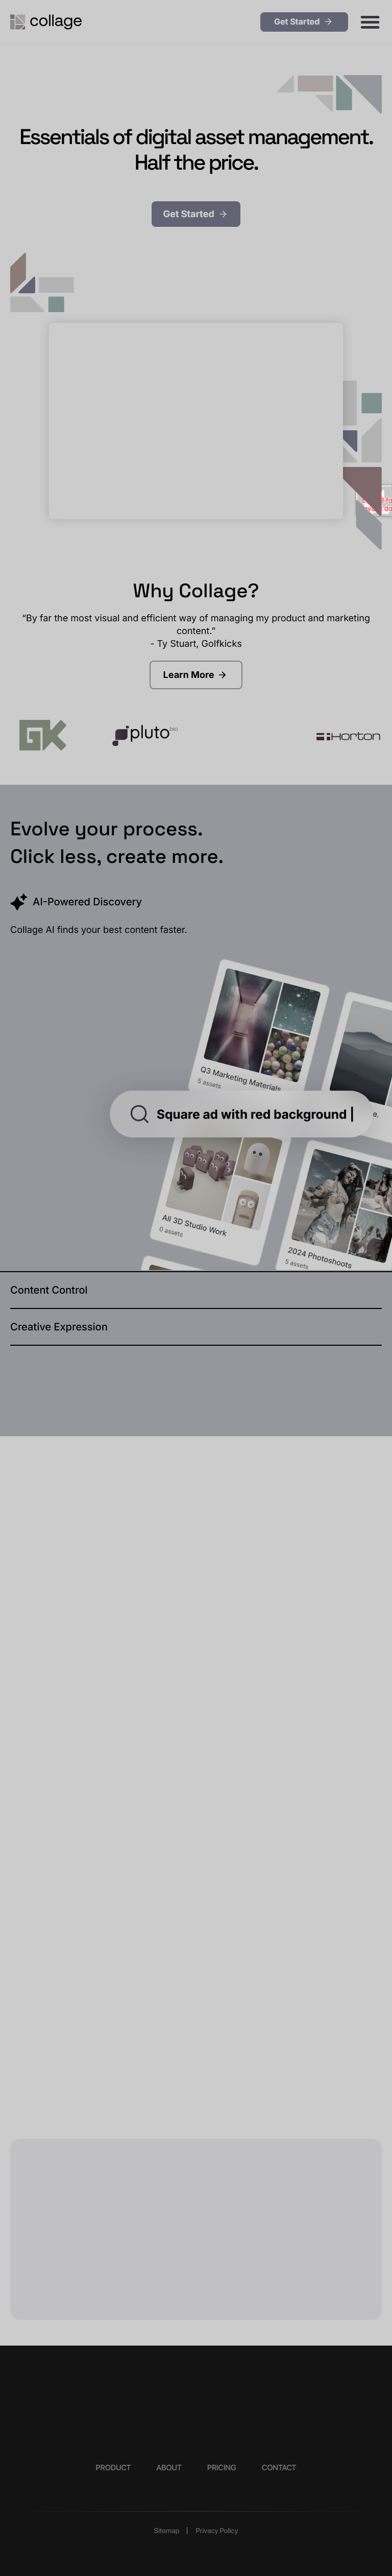 collage
Get Started
Essentials of digital asset management.
Half the price.
Get Started
Why Collage?
“By far the most visual and efficient way of managing my product and marketing
content.”
- Ty Stuart, Golfkicks
Learn More
GK
pluto bio
Horton
Evolve your process.
Click less, create more.
AI-Powered Discovery
Collage AI finds your best content faster.
Q3 Marketing Materials
5 assets
Square ad with red background
All 3D Studio Work
0 assets
2024 Photoshoots
5 assets
Content Control
Creative Expression
PRODUCT ABOUT PRICING CONTACT
Sitemap | Privacy Policy